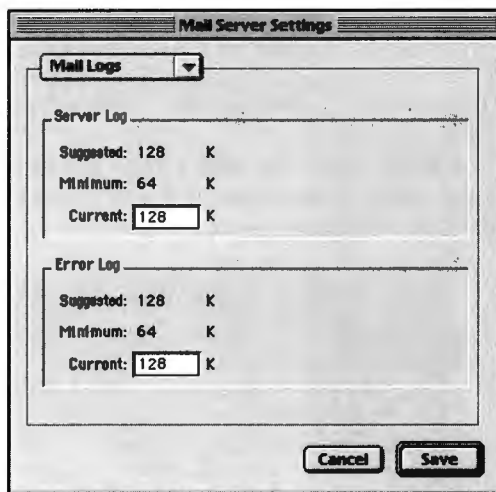 Mail Server Settings
Mail Logs
Server Log
Suggested: 128 K
Minimum: 64 K
Current: 128 K
Error Log
Suggested: 128 K
Minimum: 64 K
Current: 128 K
Cancel Save